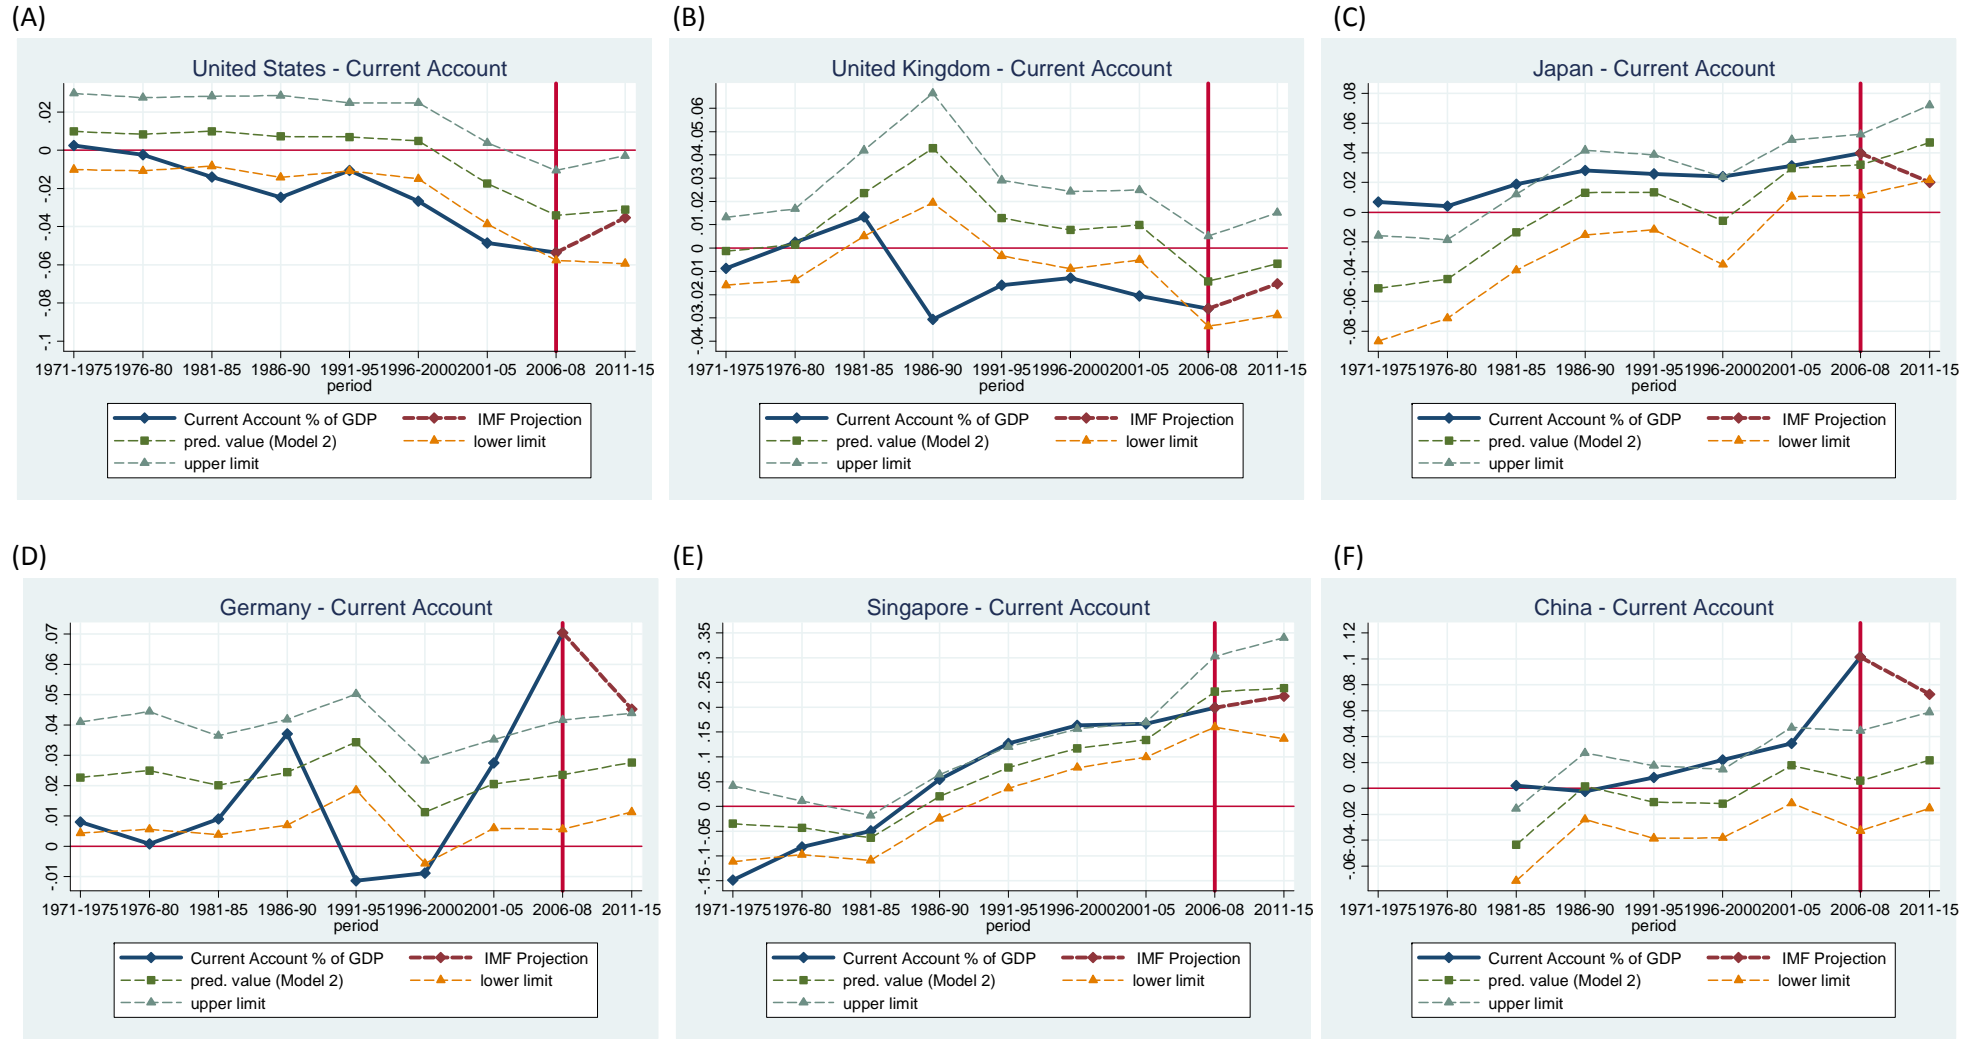 (A)
United States - Current Account
.02
0
-.02
-.04
-.06
-.08
-.1
1971-1975 1976-80 1981-85 1986-90 1991-95 1996-2000 2001-05 2006-08 2011-15
period
Current Account % of GDP IMF Projection
pred. value (Model 2) lower limit
upper limit
(B)
United Kingdom - Current Account
-.04-.03-.02-.01 0 .01 .02 .03 .04 .05 .06
1971-1975 1976-80 1981-85 1986-90 1991-95 1996-2000 2001-05 2006-08 2011-15
period
Current Account % of GDP IMF Projection
pred. value (Model 2) lower limit
upper limit
(C)
Japan - Current Account
-.08 -.06 -.04 -.02 0 .02 .04 .06 .08
1971-1975 1976-80 1981-85 1986-90 1991-95 1996-2000 2001-05 2006-08 2011-15
period
Current Account % of GDP IMF Projection
pred. value (Model 2) lower limit
upper limit
(D)
Germany - Current Account
-.01 0 .01 .02 .03 .04 .05 .06 .07
1971-1975 1976-80 1981-85 1986-90 1991-95 1996-2000 2001-05 2006-08 2011-15
period
Current Account % of GDP IMF Projection
pred. value (Model 2) lower limit
upper limit
(E)
Singapore - Current Account
-.15 -.1 -.05 0 .05 .1 .15 .2 .25 .3 .35
1971-1975 1976-80 1981-85 1986-90 1991-95 1996-2000 2001-05 2006-08 2011-15
period
Current Account % of GDP IMF Projection
pred. value (Model 2) lower limit
upper limit
(F)
China - Current Account
-.06 -.04 -.02 0 .02 .04 .06 .08 .1 .12
1971-1975 1976-80 1981-85 1986-90 1991-95 1996-2000 2001-05 2006-08 2011-15
period
Current Account % of GDP IMF Projection
pred. value (Model 2) lower limit
upper limit